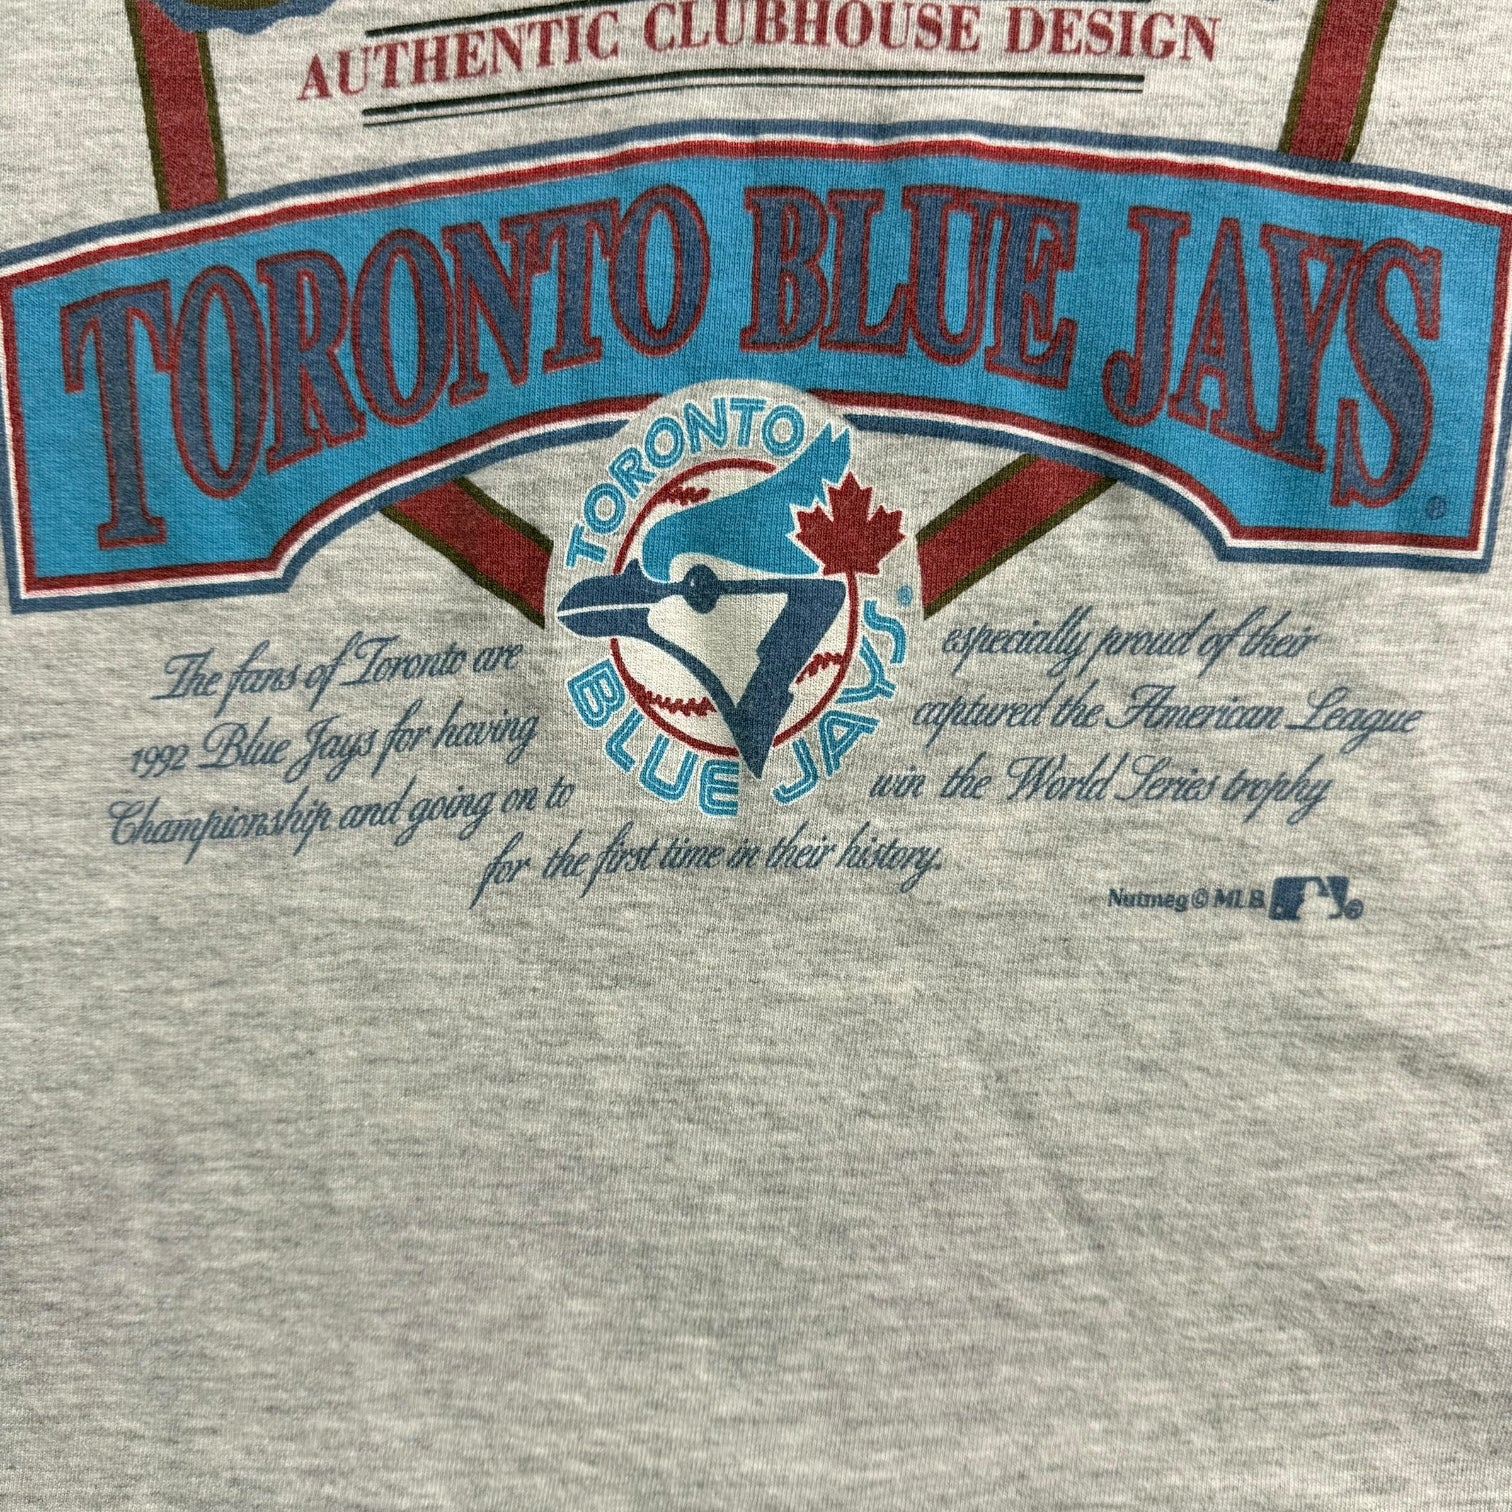 AUTHENTIC CLUBHOUSE DESIGN
TORONTO BLUE JAYS ®
TORONTO
BLUE JAYS ®
The fans of Toronto are especially proud of their
1992 Blue Jays for having captured the American League
Championship and going on to win the World Series trophy
for the first time in their history.
Nutmeg © MLB